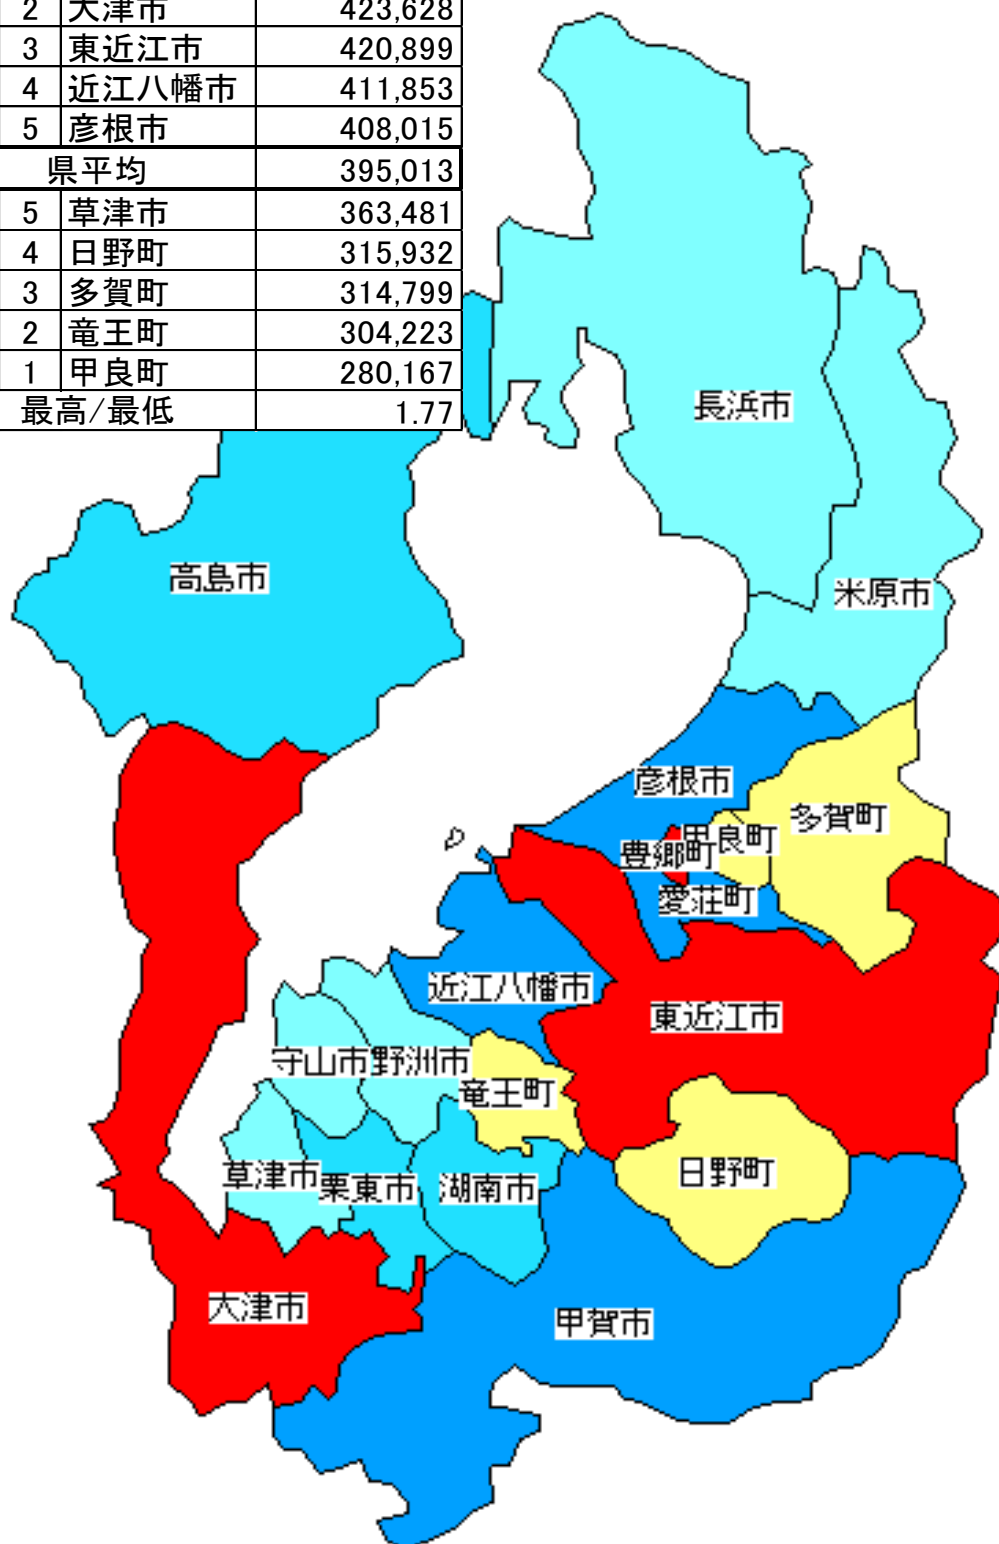 2 大津市 423,628
3 東近江市 420,899
4 近江八幡市 411,853
5 彦根市 408,015
県平均 395,013
5 草津市 363,481
4 日野町 315,932
3 多賀町 314,799
2 竜王町 304,223
1 甲良町 280,167
最高/最低 1.77
長浜市
高島市
米原市
彦根市
多賀町
甲良町
豊郷町
愛荘町
近江八幡市
東近江市
守山市
野洲市
竜王町
草津市
栗東市
湖南市
日野町
大津市
甲賀市